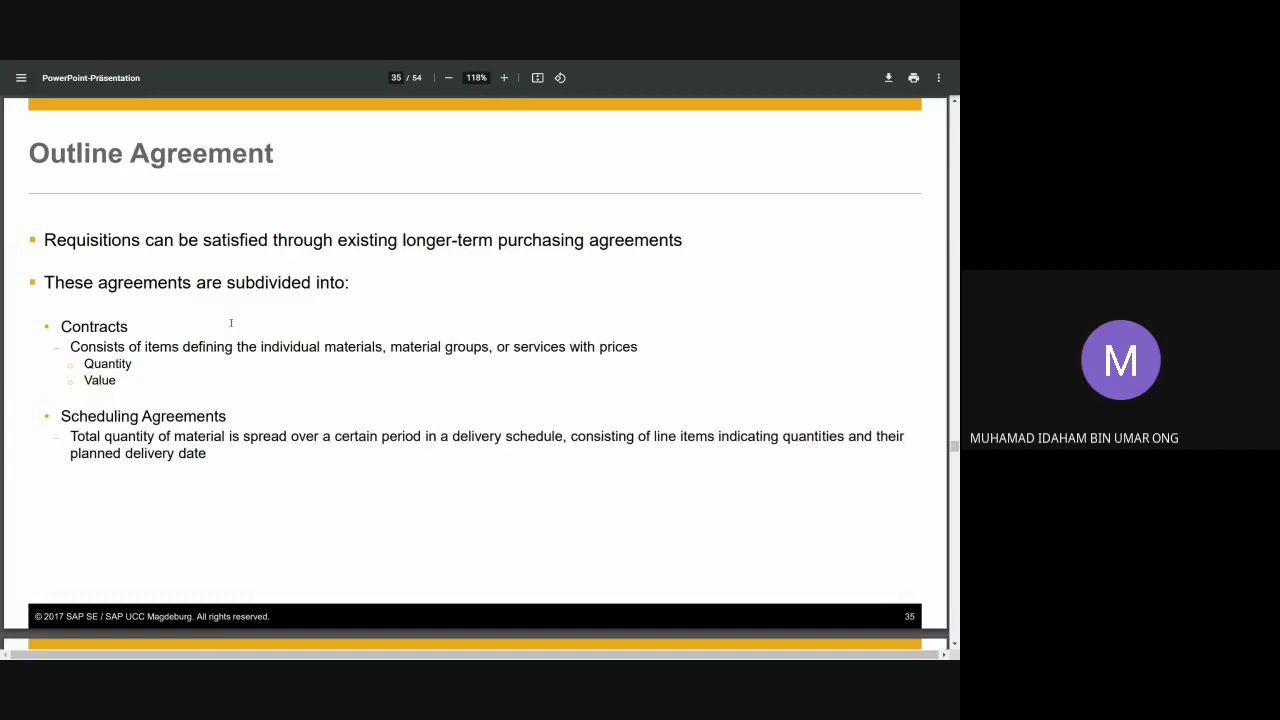 PowerPoint-Präsentation
35 / 54
118%
Outline Agreement
Requisitions can be satisfied through existing longer-term purchasing agreements
These agreements are subdivided into:
Contracts
Consists of items defining the individual materials, material groups, or services with prices
Quantity
Value
Scheduling Agreements
Total quantity of material is spread over a certain period in a delivery schedule, consisting of line items indicating quantities and their
planned delivery date
© 2017 SAP SE / SAP UCC Magdeburg. All rights reserved.
35
M
MUHAMAD IDAHAM BIN UMAR ONG